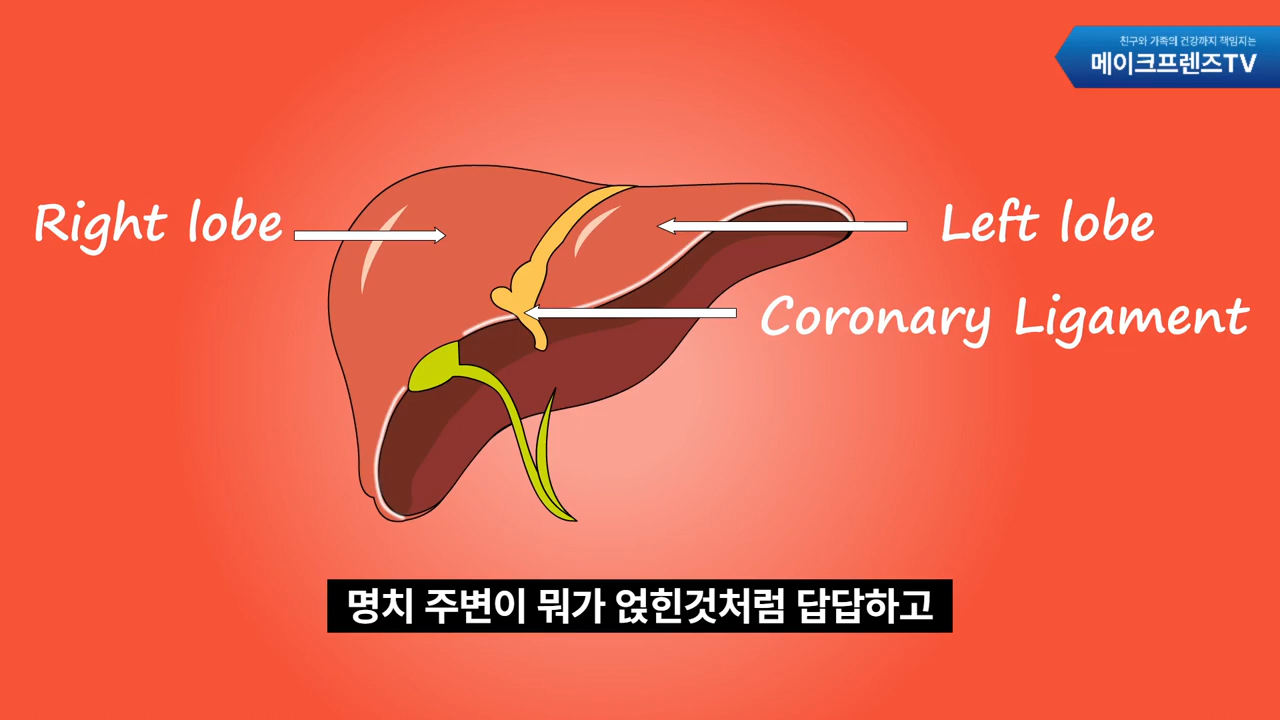 친구와 가족의 건강까지 책임지는
메이크프렌즈TV
Right lobe
Left lobe
Coronary Ligament
명치 주변이 뭐가 얹힌것처럼 답답하고